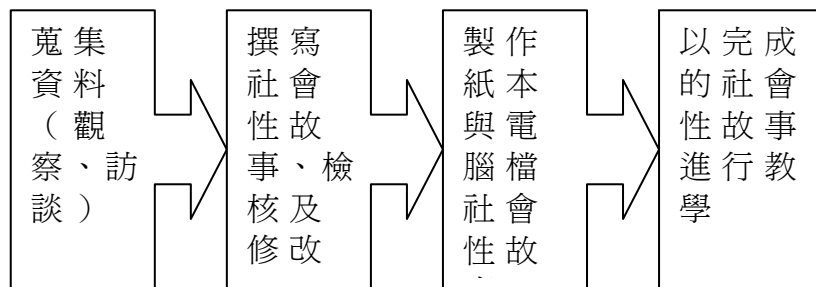 蒐集
資料
（觀
察、訪
談）
撰寫
社會
性故
事、檢
核及
修改
製作
紙本
與電
腦檔
社會
性故
以完成
的社會
性故事
進行教
學